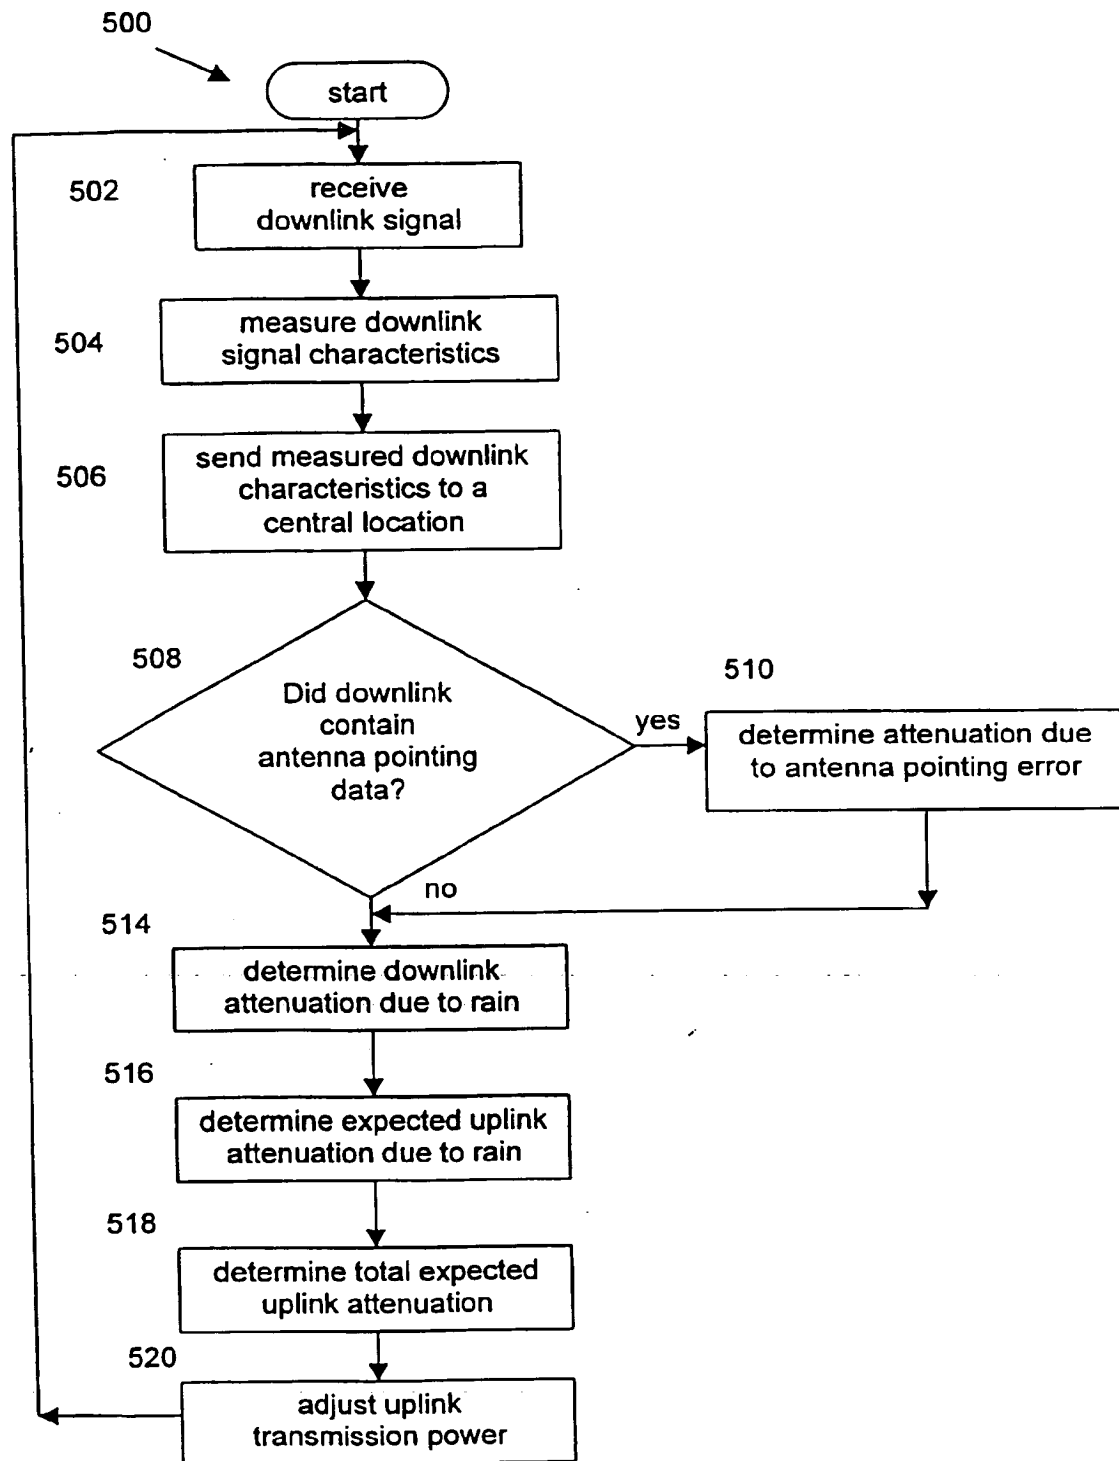 500
start
502
receive
downlink signal
504
measure downlink
signal characteristics
506
send measured downlink
characteristics to a
central location
508
Did downlink
contain
antenna pointing
data?
yes
510
determine attenuation due
to antenna pointing error
no
514
determine downlink
attenuation due to rain
516
determine expected uplink
attenuation due to rain
518
determine total expected
uplink attenuation
520
adjust uplink
transmission power